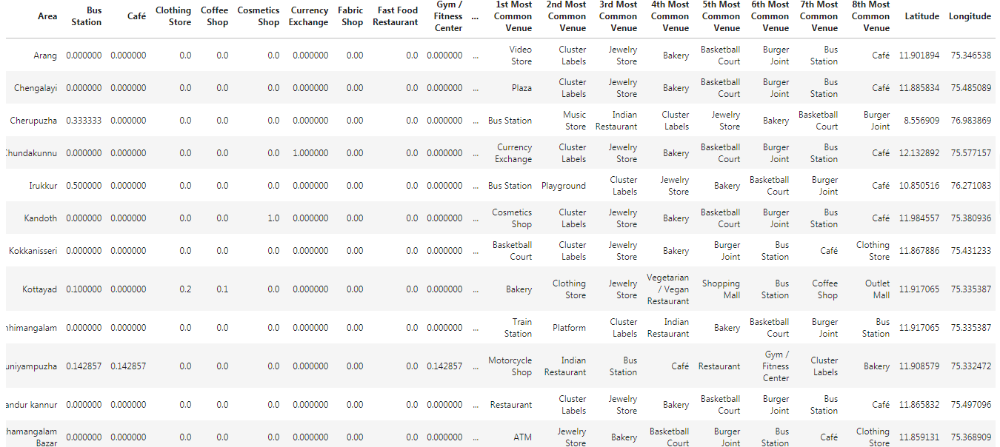 Area Bus Station Café Clothing Store Coffee Shop Cosmetics Shop Currency Exchange Fabric Shop Fast Food Restaurant Gym / Fitness Center ... 1st Most Common Venue 2nd Most Common Venue 3rd Most Common Venue 4th Most Common Venue 5th Most Common Venue 6th Most Common Venue 7th Most Common Venue 8th Most Common Venue Latitude Longitude
Arang 0.000000 0.000000 0.0 0.0 0.0 0.000000 0.00 0.0 0.000000 ... Video Store Cluster Labels Jewelry Store Bakery Basketball Court Burger Joint Bus Station Café 11.901894 75.346538
Chengalayi 0.000000 0.000000 0.0 0.0 0.0 0.000000 0.00 0.0 0.000000 ... Plaza Cluster Labels Jewelry Store Bakery Basketball Court Burger Joint Bus Station Café 11.885834 75.485089
Cherupuzha 0.333333 0.000000 0.0 0.0 0.0 0.000000 0.00 0.0 0.000000 ... Bus Station Music Store Indian Restaurant Cluster Labels Jewelry Store Bakery Basketball Court Burger Joint 8.556909 76.983869
Chundakunnu 0.000000 0.000000 0.0 0.0 0.0 1.000000 0.00 0.0 0.000000 ... Currency Exchange Cluster Labels Jewelry Store Bakery Basketball Court Burger Joint Bus Station Café 12.132892 75.577157
Irukkur 0.500000 0.000000 0.0 0.0 0.0 0.000000 0.00 0.0 0.000000 ... Bus Station Playground Cluster Labels Jewelry Store Bakery Basketball Court Burger Joint Café 10.850516 76.271083
Kandoth 0.000000 0.000000 0.0 0.0 1.0 0.000000 0.00 0.0 0.000000 ... Cosmetics Shop Cluster Labels Jewelry Store Bakery Basketball Court Burger Joint Bus Station Café 11.984557 75.380936
Kokkanisseri 0.000000 0.000000 0.0 0.0 0.0 0.000000 0.00 0.0 0.000000 ... Basketball Court Cluster Labels Jewelry Store Bakery Burger Joint Bus Station Café Clothing Store 11.867886 75.431233
Kottayad 0.100000 0.000000 0.2 0.1 0.0 0.000000 0.00 0.0 0.000000 ... Bakery Clothing Store Jewelry Store Vegetarian / Vegan Restaurant Shopping Mall Bus Station Coffee Shop Outlet Mall 11.917065 75.335387
nhimangalam 0.000000 0.000000 0.0 0.0 0.0 0.000000 0.00 0.0 0.000000 ... Train Station Platform Cluster Labels Indian Restaurant Bakery Basketball Court Burger Joint Bus Station 11.917065 75.335387
uniyampuzha 0.142857 0.142857 0.0 0.0 0.0 0.000000 0.00 0.0 0.142857 ... Motorcycle Shop Indian Restaurant Bus Station Café Restaurant Gym / Fitness Center Cluster Labels Bakery 11.908579 75.332472
andur kannur 0.000000 0.000000 0.0 0.0 0.0 0.000000 0.00 0.0 0.000000 ... Restaurant Cluster Labels Jewelry Store Bakery Basketball Court Burger Joint Bus Station Café 11.865832 75.497096
hamangalam Bazar 0.000000 0.000000 0.0 0.0 0.0 0.000000 0.00 0.0 0.000000 ... ATM Jewelry Store Bakery Basketball Court Burger Joint Bus Station Café Clothing Store 11.859131 75.368909